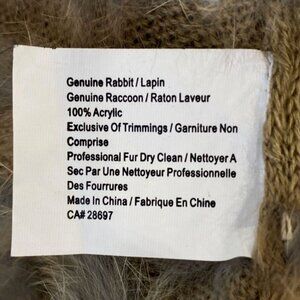 Genuine Rabbit / Lapin
Genuine Raccoon / Raton Laveur
100% Acrylic
Exclusive Of Trimmings / Garniture Non
Comprise
Professional Fur Dry Clean / Nettoyer A
Sec Par Une Nettoyeur Professionnelle
Des Fourrures
Made In China / Fabrique En Chine
CA# 28697